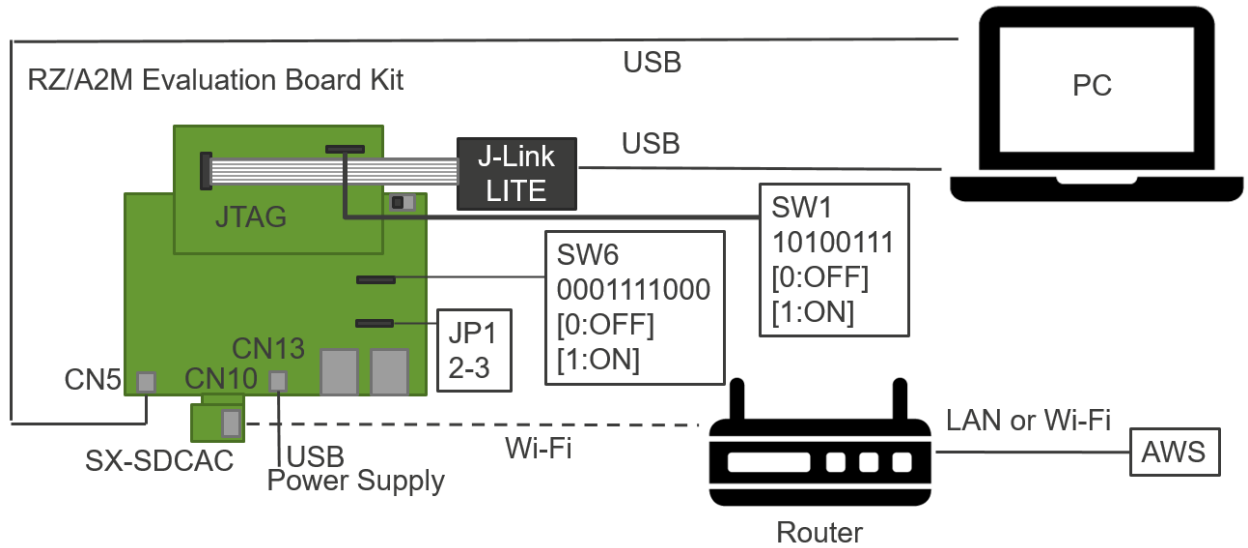 USB
RZ/A2M Evaluation Board Kit
PC
USB
J-Link
LITE
JTAG
SW1
10100111
[0:OFF]
[1:ON]
SW6
0001111000
[0:OFF]
[1:ON]
JP1
2-3
CN13
CN5
CN10
SX-SDCAC
USB
Power Supply
Wi-Fi
LAN or Wi-Fi
AWS
Router